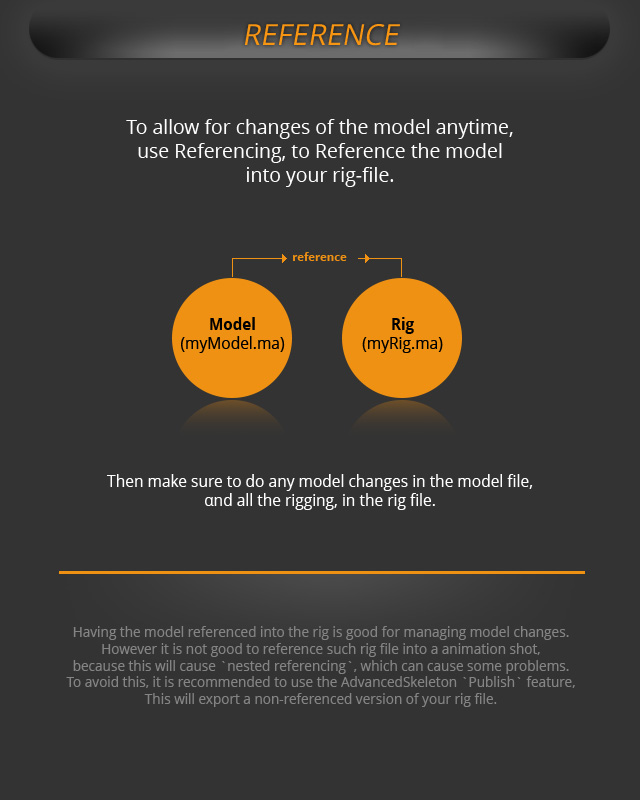 REFERENCE
To allow for changes of the model anytime,
use Referencing, to Reference the model
into your rig-file.
reference
Model
(myModel.ma)
Rig
(myRig.ma)
Then make sure to do any model changes in the model file,
and all the rigging, in the rig file.
Having the model referenced into the rig is good for managing model changes.
However it is not good to reference such rig file into a animation shot,
because this will cause `nested referencing`, which can cause some problems.
To avoid this, it is recommended to use the AdvancedSkeleton `Publish` feature,
This will export a non-referenced version of your rig file.